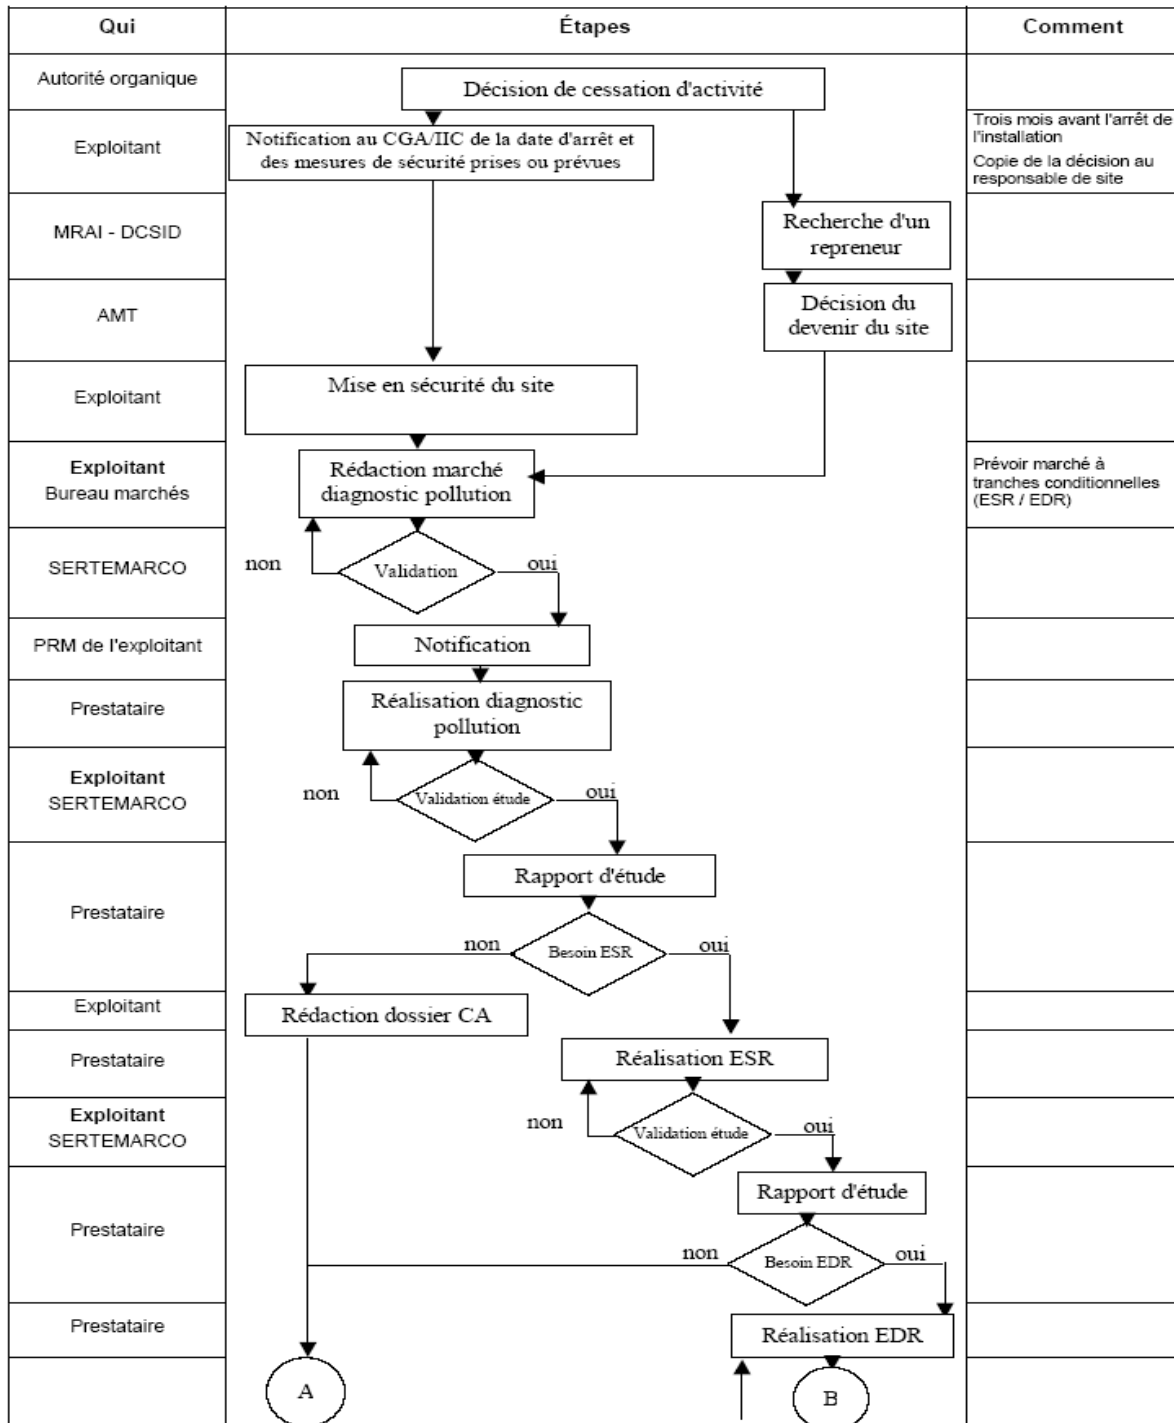 Qui
Étapes
Comment
Autorité organique
Décision de cessation d'activité
Exploitant
Notification au CGA/IIC de la date d'arrêt et
des mesures de sécurité prises ou prévues
Trois mois avant l'arrêt de
l'installation
Copie de la décision au
responsable de site
MRAI - DCSID
Recherche d'un
repreneur
AMT
Décision du
devenir du site
Exploitant
Mise en sécurité du site
Exploitant
Bureau marchés
Rédaction marché
diagnostic pollution
Prévoir marché à
tranches conditionnelles
(ESR / EDR)
SERTEMARCO
non
Validation
oui
PRM de l'exploitant
Notification
Prestataire
Réalisation diagnostic
pollution
Exploitant
SERTEMARCO
non
Validation étude
oui
Prestataire
Rapport d'étude
non
Besoin ESR
oui
Exploitant
Rédaction dossier CA
Prestataire
Réalisation ESR
Exploitant
SERTEMARCO
non
Validation étude
oui
Prestataire
Rapport d'étude
non
Besoin EDR
oui
Prestataire
Réalisation EDR
A
B